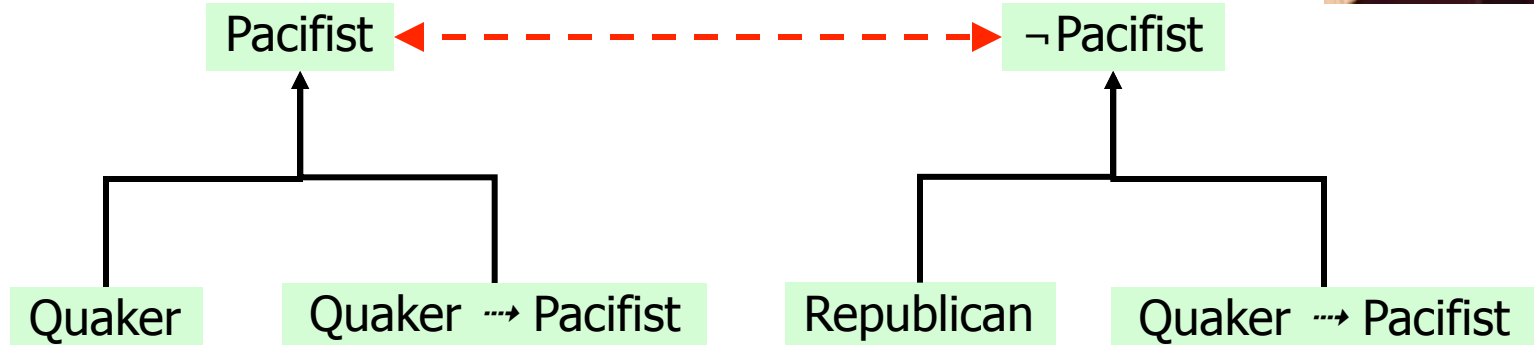 Pacifist ¬Pacifist
Quaker Quaker ⤏ Pacifist Republican Quaker ⤏ Pacifist